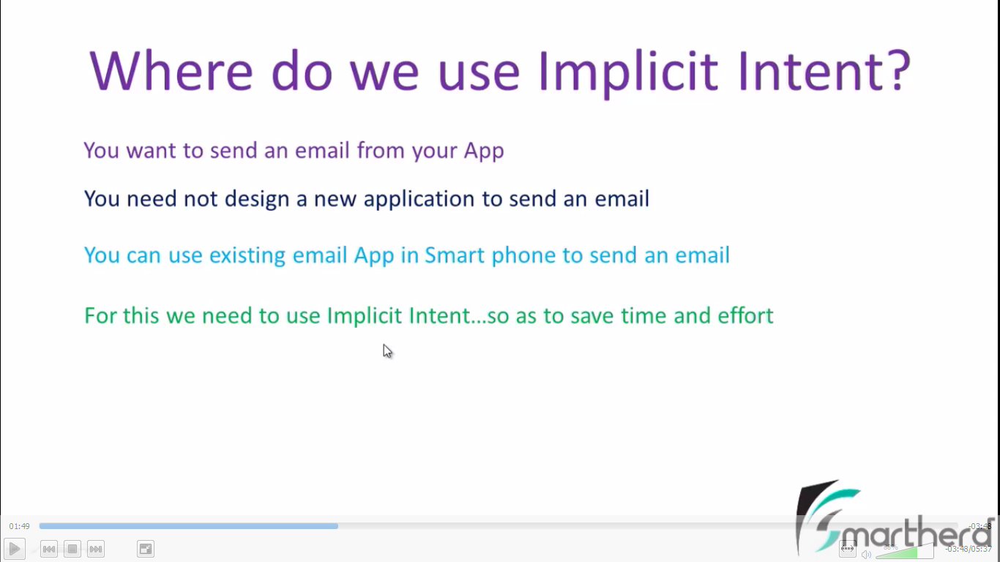 Where do we use Implicit Intent?
You want to send an email from your App
You need not design a new application to send an email
You can use existing email App in Smart phone to send an email
For this we need to use Implicit Intent...so as to save time and effort
martherd
01:49
-03:48
-03:48/05:37